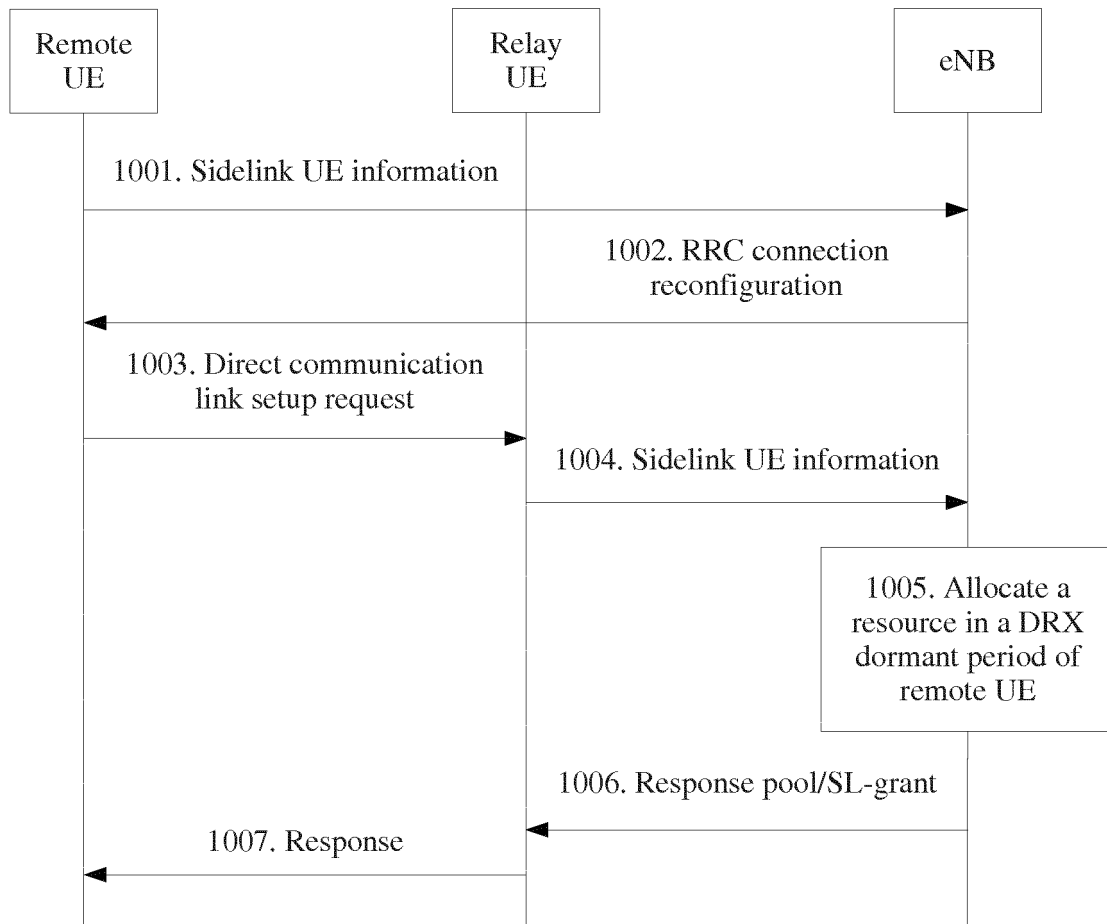 Remote
UE
Relay
UE
eNB
1001. Sidelink UE information
1002. RRC connection
reconfiguration
1003. Direct communication
link setup request
1004. Sidelink UE information
1005. Allocate a
resource in a DRX
dormant period of
remote UE
1006. Response pool/SL-grant
1007. Response